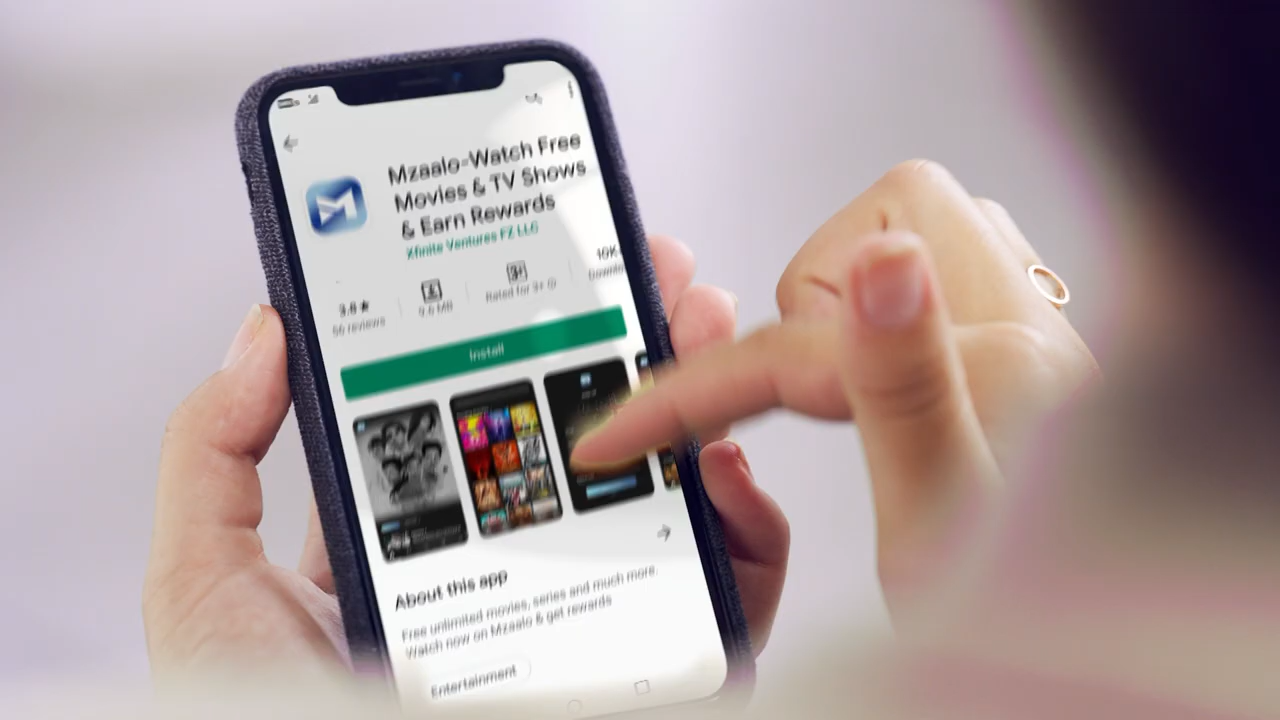 Mzaalo-Watch Free
Movies & TV Shows
& Earn Rewards
Xfinite Ventures FZ LLC
3.8★
56 reviews
9.6 MB
3+
Rated for 3+
10K
Downlo
Install
About this app
Free unlimited movies, series and much more.
Watch now on Mzaalo & get rewards
Entertainment